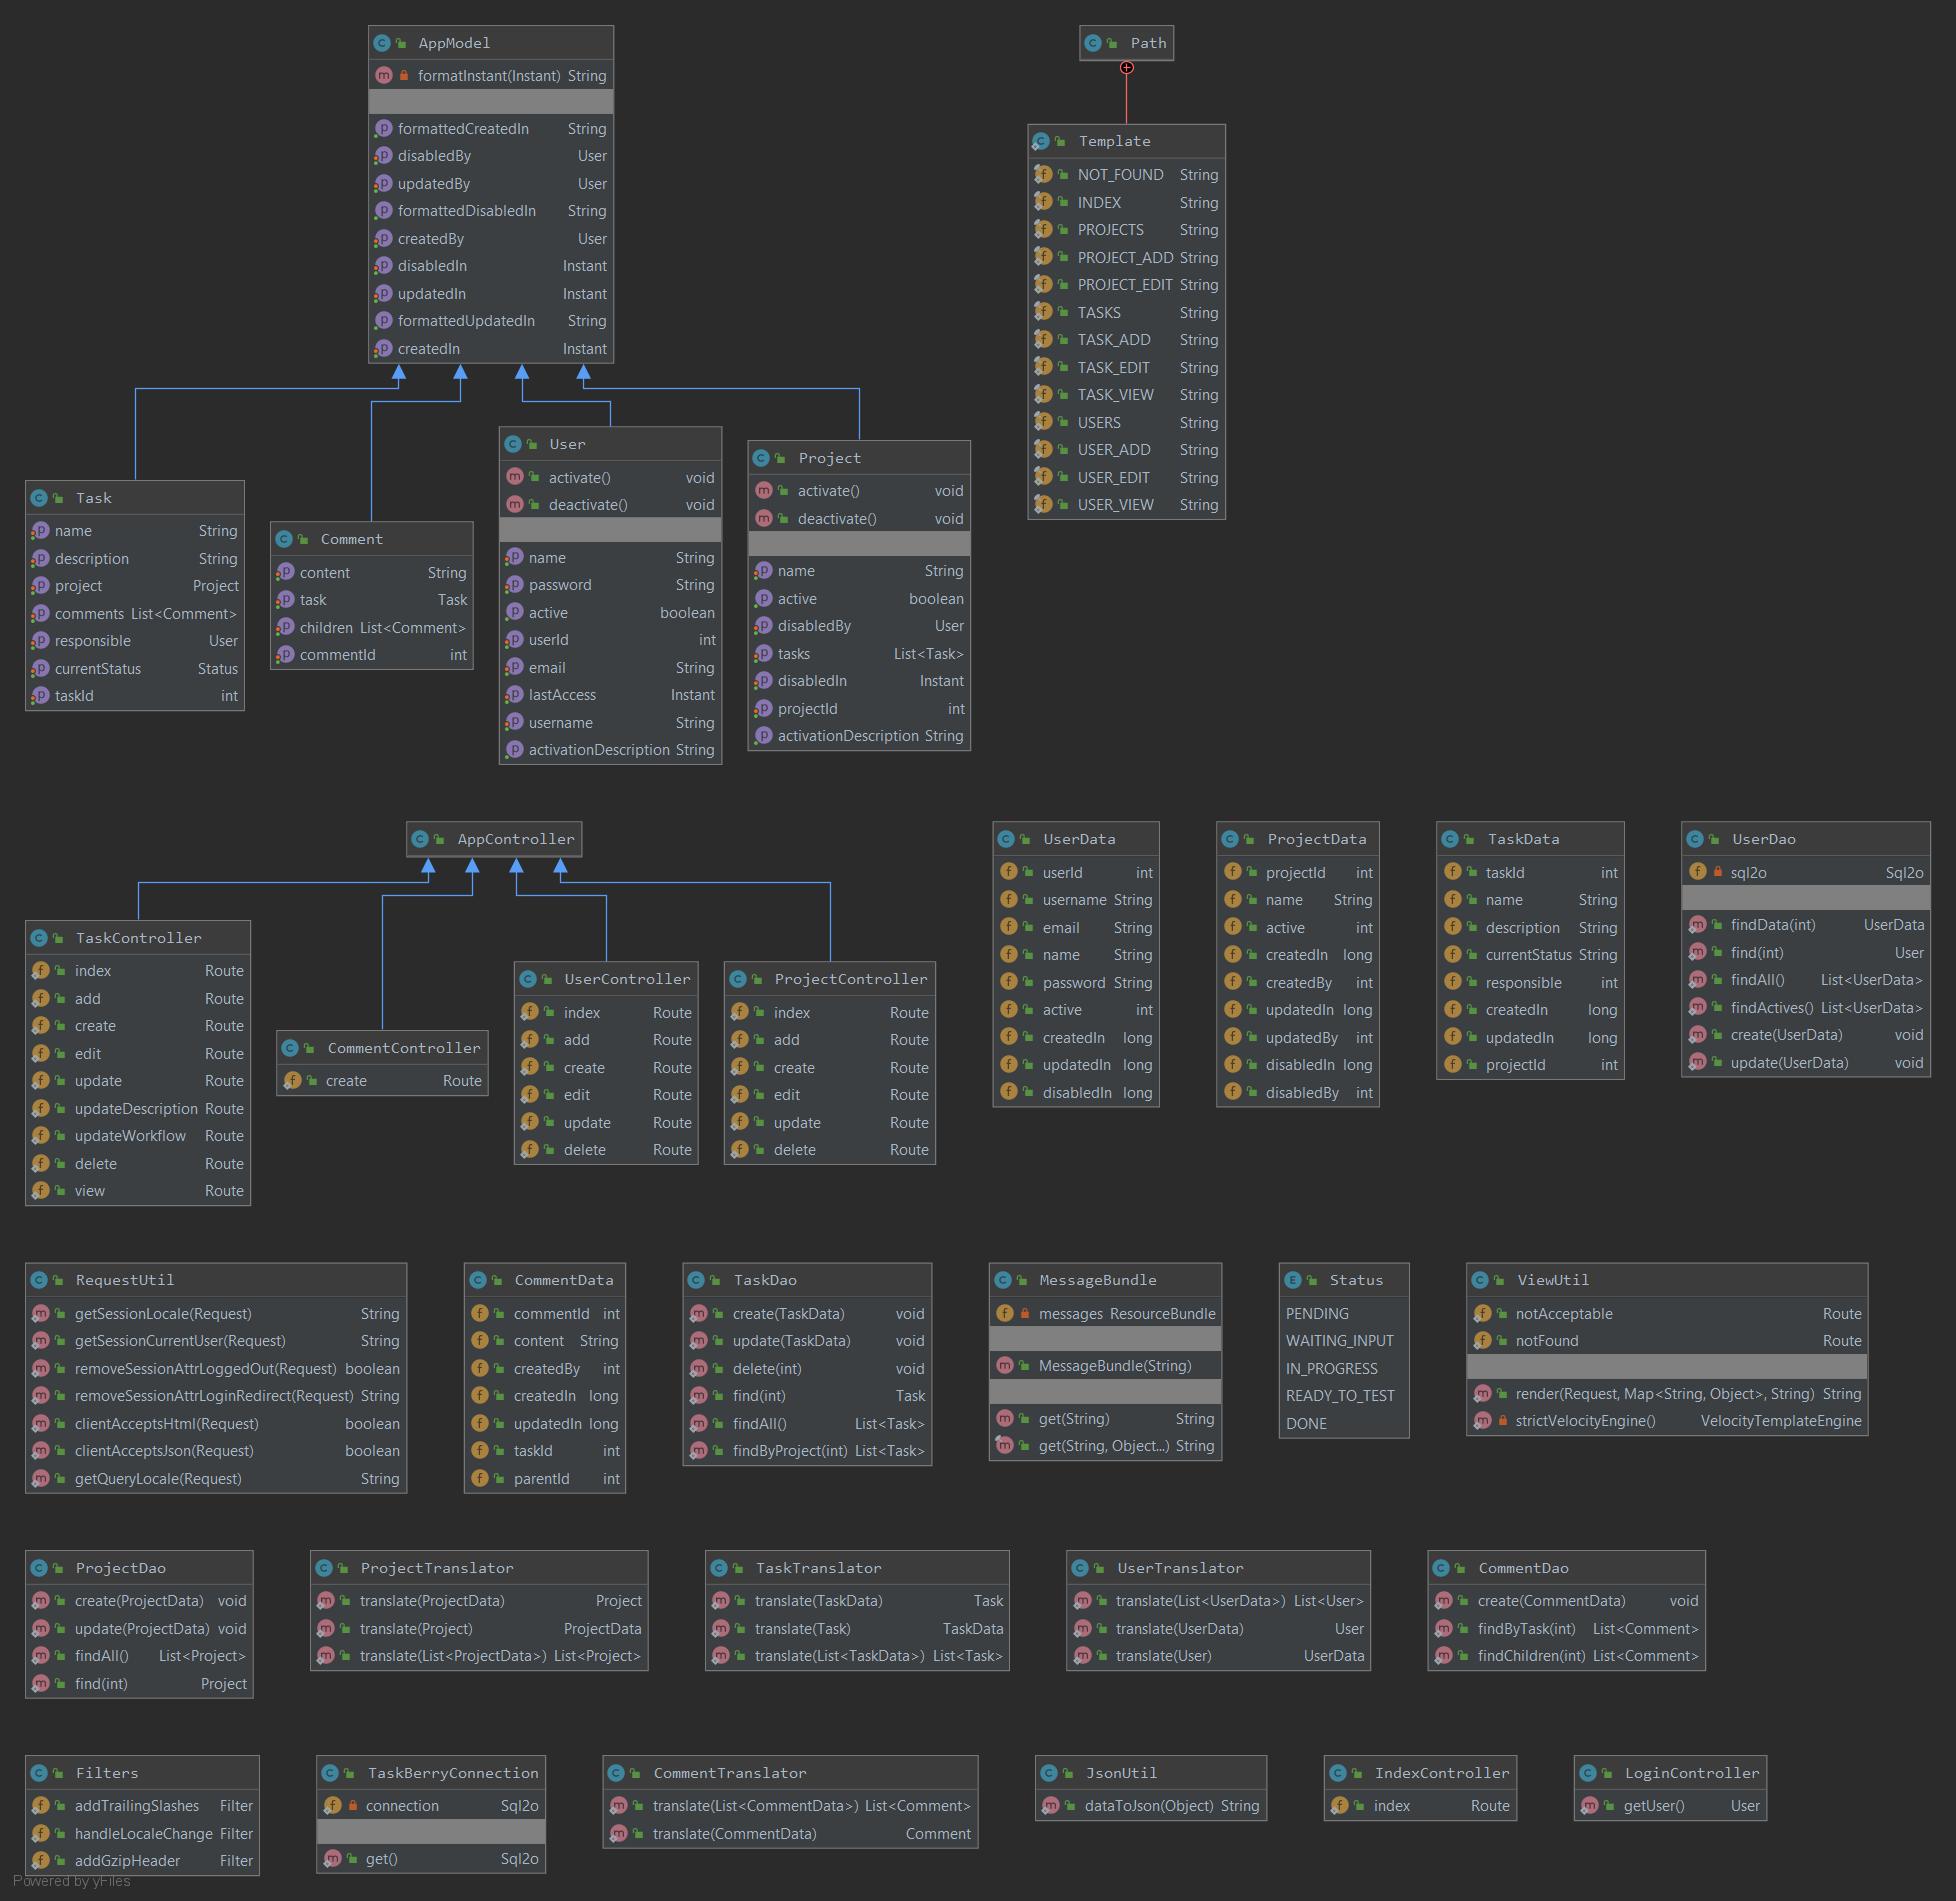 AppModel
formatInstant(Instant) String
formattedCreatedIn String
disabledBy User
updatedBy User
formattedDisabledIn String
createdBy User
disabledIn Instant
updatedIn Instant
formattedUpdatedIn String
createdIn Instant
Path
Template
NOT_FOUND String
INDEX String
PROJECTS String
PROJECT_ADD String
PROJECT_EDIT String
TASKS String
TASK_ADD String
TASK_EDIT String
TASK_VIEW String
USERS String
USER_ADD String
USER_EDIT String
USER_VIEW String
Task
name String
description String
project Project
comments List<Comment>
responsible User
currentStatus Status
taskId int
Comment
content String
task Task
children List<Comment>
commentId int
User
activate() void
deactivate() void
name String
password String
active boolean
userId int
email String
lastAccess Instant
username String
activationDescription String
Project
activate() void
deactivate() void
name String
active boolean
disabledBy User
tasks List<Task>
disabledIn Instant
projectId int
activationDescription String
AppController
TaskController
index Route
add Route
create Route
edit Route
update Route
updateDescription Route
updateWorkflow Route
delete Route
view Route
CommentController
create Route
UserController
index Route
add Route
create Route
edit Route
update Route
delete Route
ProjectController
index Route
add Route
create Route
edit Route
update Route
delete Route
UserData
userId int
username String
email String
name String
password String
active int
createdIn long
updatedIn long
disabledIn long
ProjectData
projectId int
name String
active int
createdIn long
createdBy int
updatedIn long
updatedBy int
disabledIn long
disabledBy int
TaskData
taskId int
name String
description String
currentStatus String
responsible int
createdIn long
updatedIn long
projectId int
UserDao
sql2o Sql2o
findData(int) UserData
find(int) User
findAll() List<UserData>
findActives() List<UserData>
create(UserData) void
update(UserData) void
RequestUtil
getSessionLocale(Request) String
getSessionCurrentUser(Request) String
removeSessionAttrLoggedOut(Request) boolean
removeSessionAttrLoginRedirect(Request) String
clientAcceptsHtml(Request) boolean
clientAcceptsJson(Request) boolean
getQueryLocale(Request) String
CommentData
commentId int
content String
createdBy int
createdIn long
updatedIn long
taskId int
parentId int
TaskDao
create(TaskData) void
update(TaskData) void
delete(int) void
find(int) Task
findAll() List<Task>
findByProject(int) List<Task>
MessageBundle
messages ResourceBundle
MessageBundle(String)
get(String) String
get(String, Object...) String
Status
PENDING
WAITING_INPUT
IN_PROGRESS
READY_TO_TEST
DONE
ViewUtil
notAcceptable Route
notFound Route
render(Request, Map<String, Object>, String) String
strictVelocityEngine() VelocityTemplateEngine
ProjectDao
create(ProjectData) void
update(ProjectData) void
findAll() List<Project>
find(int) Project
ProjectTranslator
translate(ProjectData) Project
translate(Project) ProjectData
translate(List<ProjectData>) List<Project>
TaskTranslator
translate(TaskData) Task
translate(Task) TaskData
translate(List<TaskData>) List<Task>
UserTranslator
translate(List<UserData>) List<User>
translate(UserData) User
translate(User) UserData
CommentDao
create(CommentData) void
findByTask(int) List<Comment>
findChildren(int) List<Comment>
Filters
addTrailingSlashes Filter
handleLocaleChange Filter
addGzipHeader Filter
TaskBerryConnection
connection Sql2o
get() Sql2o
CommentTranslator
translate(List<CommentData>) List<Comment>
translate(CommentData) Comment
JsonUtil
dataToJson(Object) String
IndexController
index Route
LoginController
getUser() User
Powered by yFiles